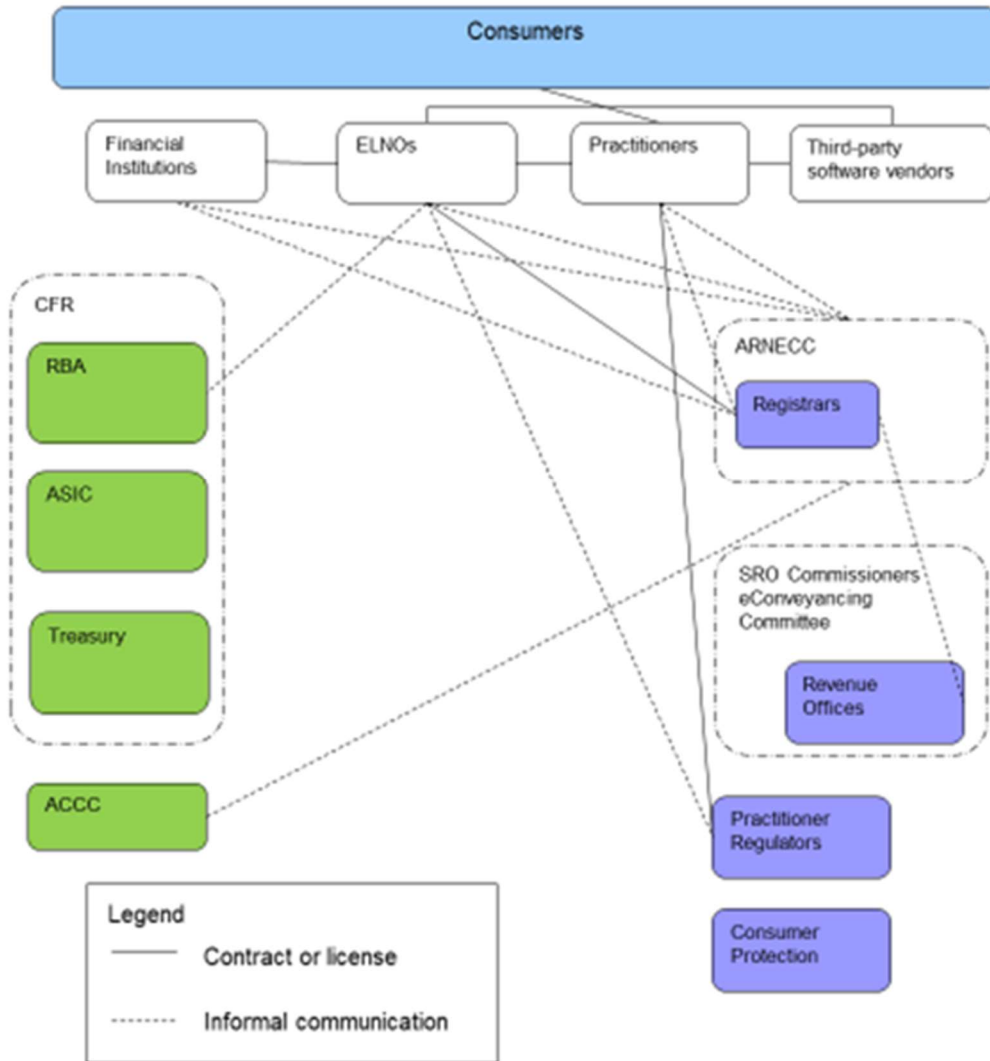 Consumers
Financial
Institutions
ELNOs
Practitioners
Third-party
software vendors
CFR
RBA
ASIC
Treasury
ACCC
ARNECC
Registrars
SRO Commissioners
eConveyancing
Committee
Revenue
Offices
Practitioner
Regulators
Consumer
Protection
Legend
Contract or license
Informal communication